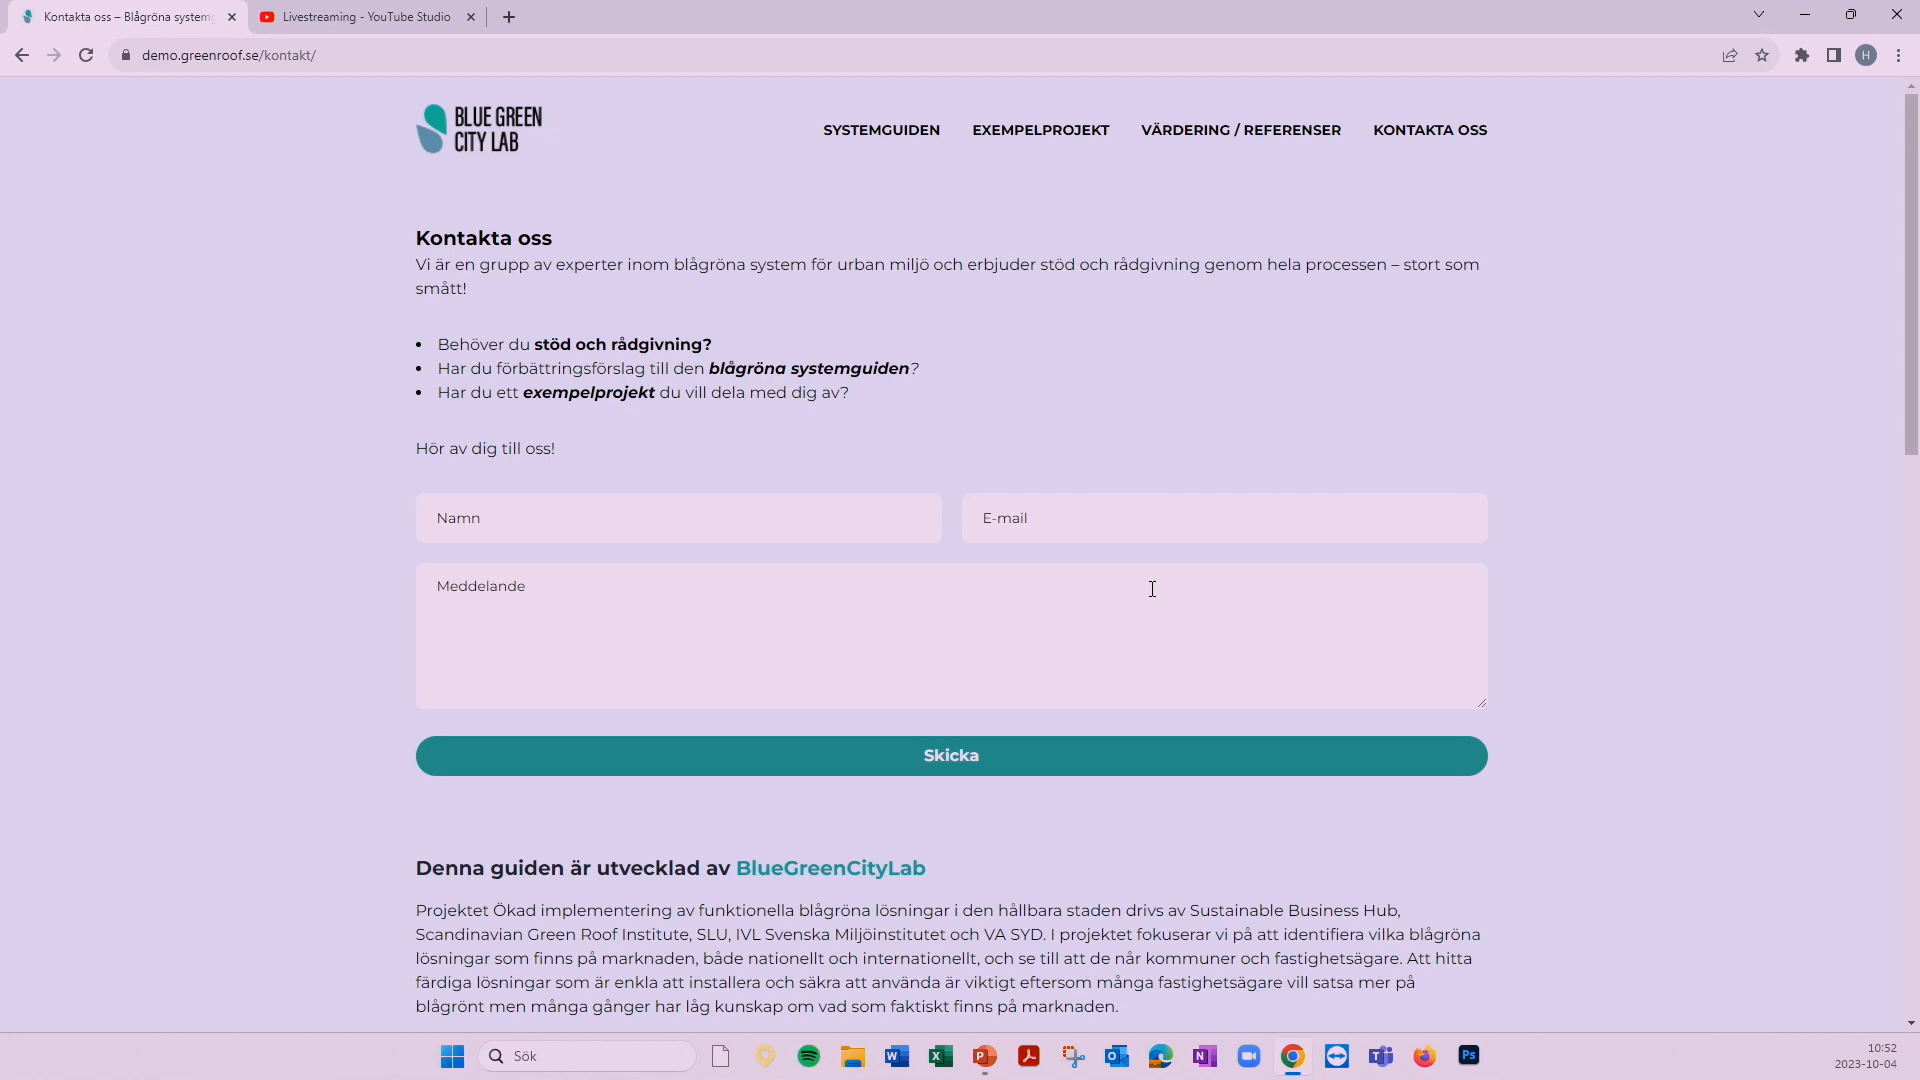 Kontakta oss – Blågröna system
Livestreaming - YouTube Studio
demo.greenroof.se/kontakt/
H
BLUE GREEN
CITY LAB
SYSTEMGUIDEN
EXEMPELPROJEKT
VÄRDERING / REFERENSER
KONTAKTA OSS
Kontakta oss
Vi är en grupp av experter inom blågröna system för urban miljö och erbjuder stöd och rådgivning genom hela processen – stort som
smått!
• Behöver du stöd och rådgivning?
• Har du förbättringsförslag till den blågröna systemguiden?
• Har du ett exempelprojekt du vill dela med dig av?
Hör av dig till oss!
Namn
E-mail
Meddelande
Skicka
Denna guiden är utvecklad av BlueGreenCityLab
Projektet Ökad implementering av funktionella blågröna lösningar i den hållbara staden drivs av Sustainable Business Hub,
Scandinavian Green Roof Institute, SLU, IVL Svenska Miljöinstitutet och VA SYD. I projektet fokuserar vi på att identifiera vilka blågröna
lösningar som finns på marknaden, både nationellt och internationellt, och se till att de når kommuner och fastighetsägare. Att hitta
färdiga lösningar som är enkla att installera och säkra att använda är viktigt eftersom många fastighetsägare vill satsa mer på
blågrönt men många gånger har låg kunskap om vad som faktiskt finns på marknaden.
Sök
10:52
2023-10-04